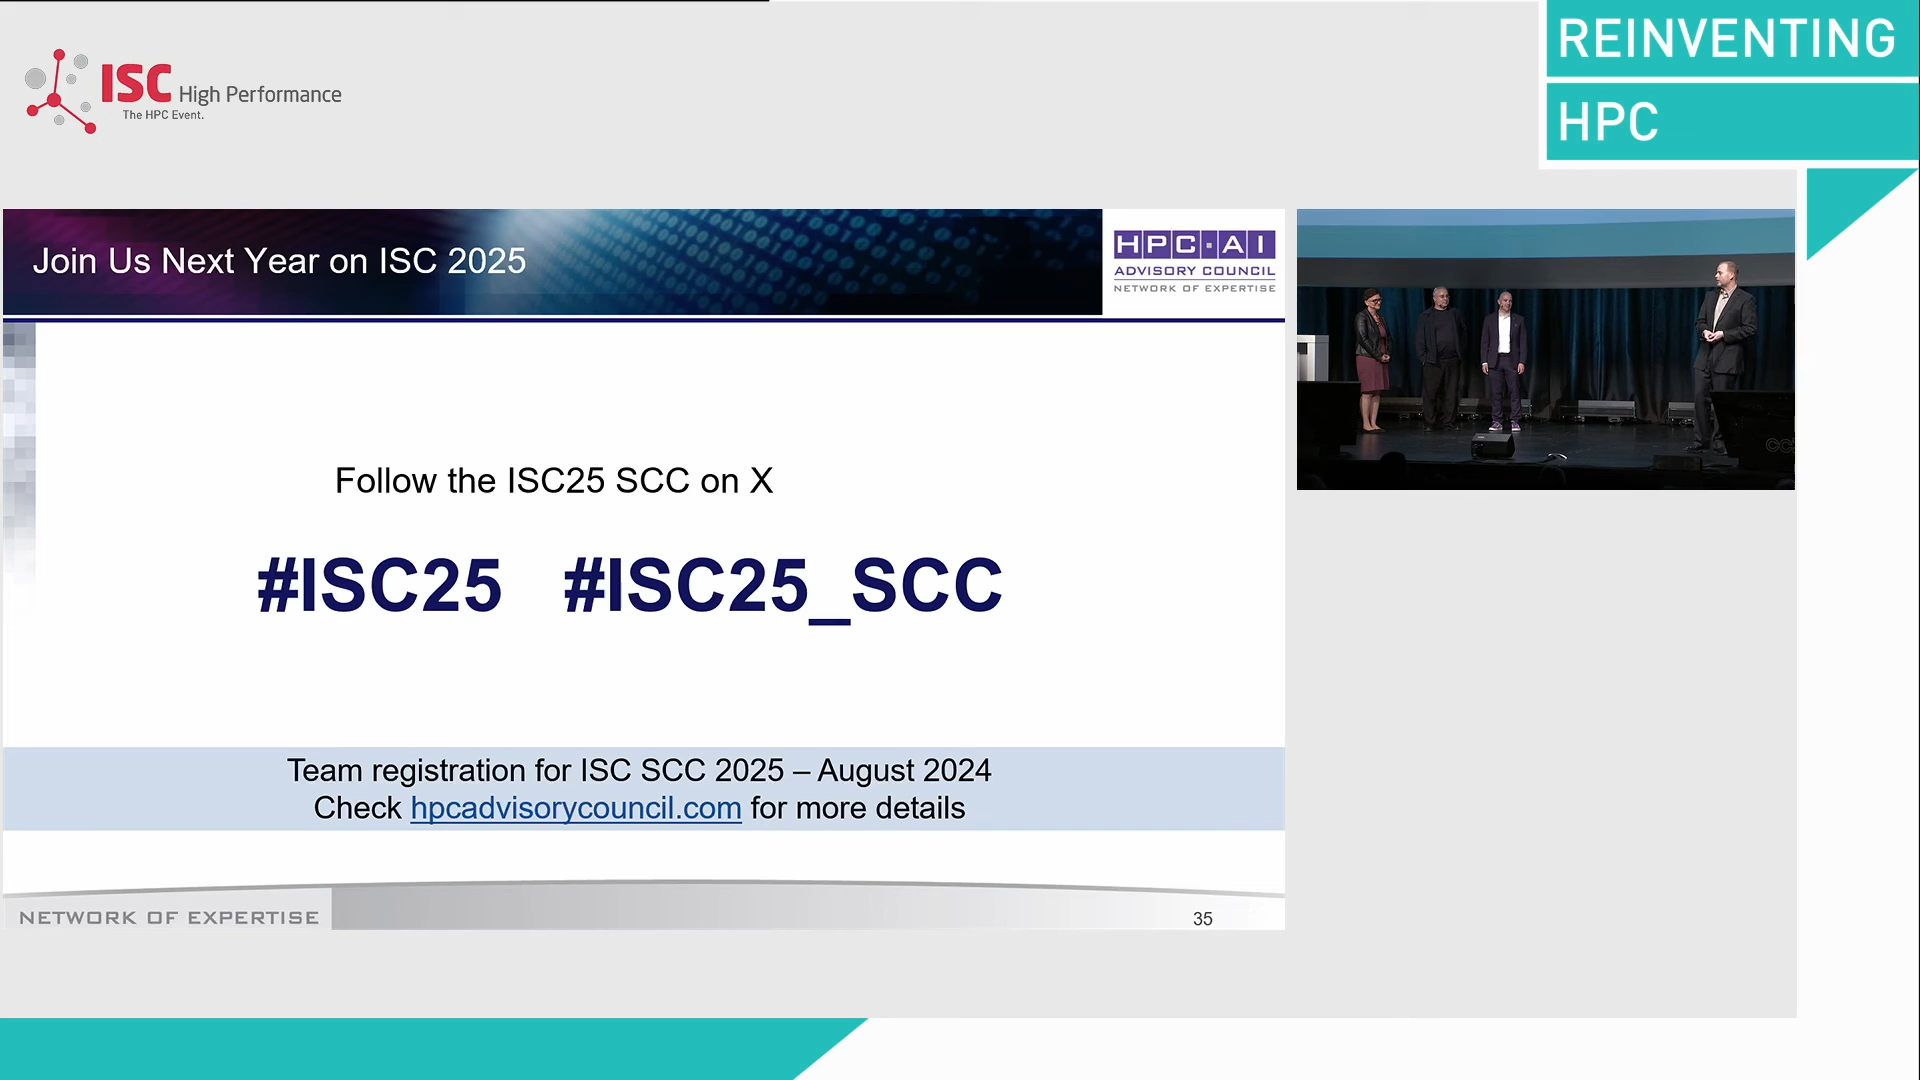 REINVENTING
HPC
ISC High Performance
The HPC Event.
Join Us Next Year on ISC 2025
HPC·AI
ADVISORY COUNCIL
NETWORK OF EXPERTISE
Follow the ISC25 SCC on X
#ISC25 #ISC25_SCC
Team registration for ISC SCC 2025 – August 2024
Check hpcadvisorycouncil.com for more details
NETWORK OF EXPERTISE
35